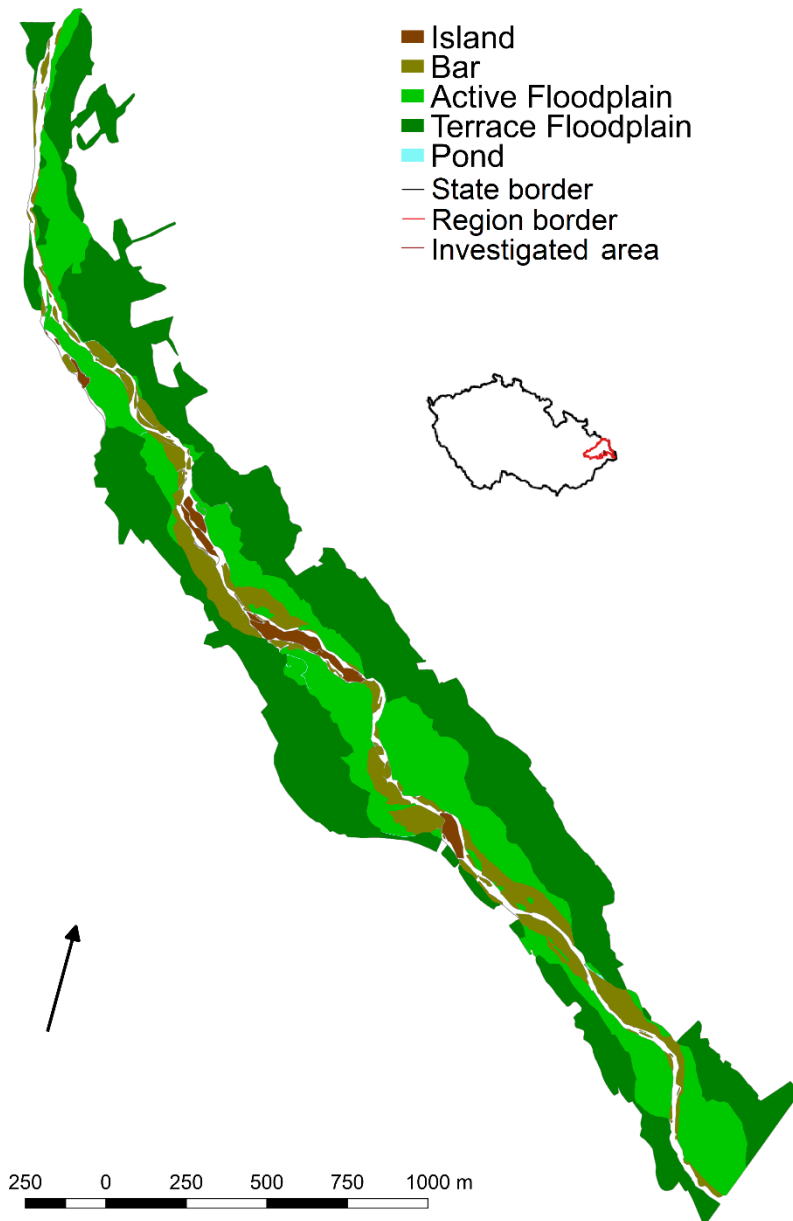 Island
Bar
Active Floodplain
Terrace Floodplain
Pond
State border
Region border
Investigated area
250 0 250 500 750 1000 m